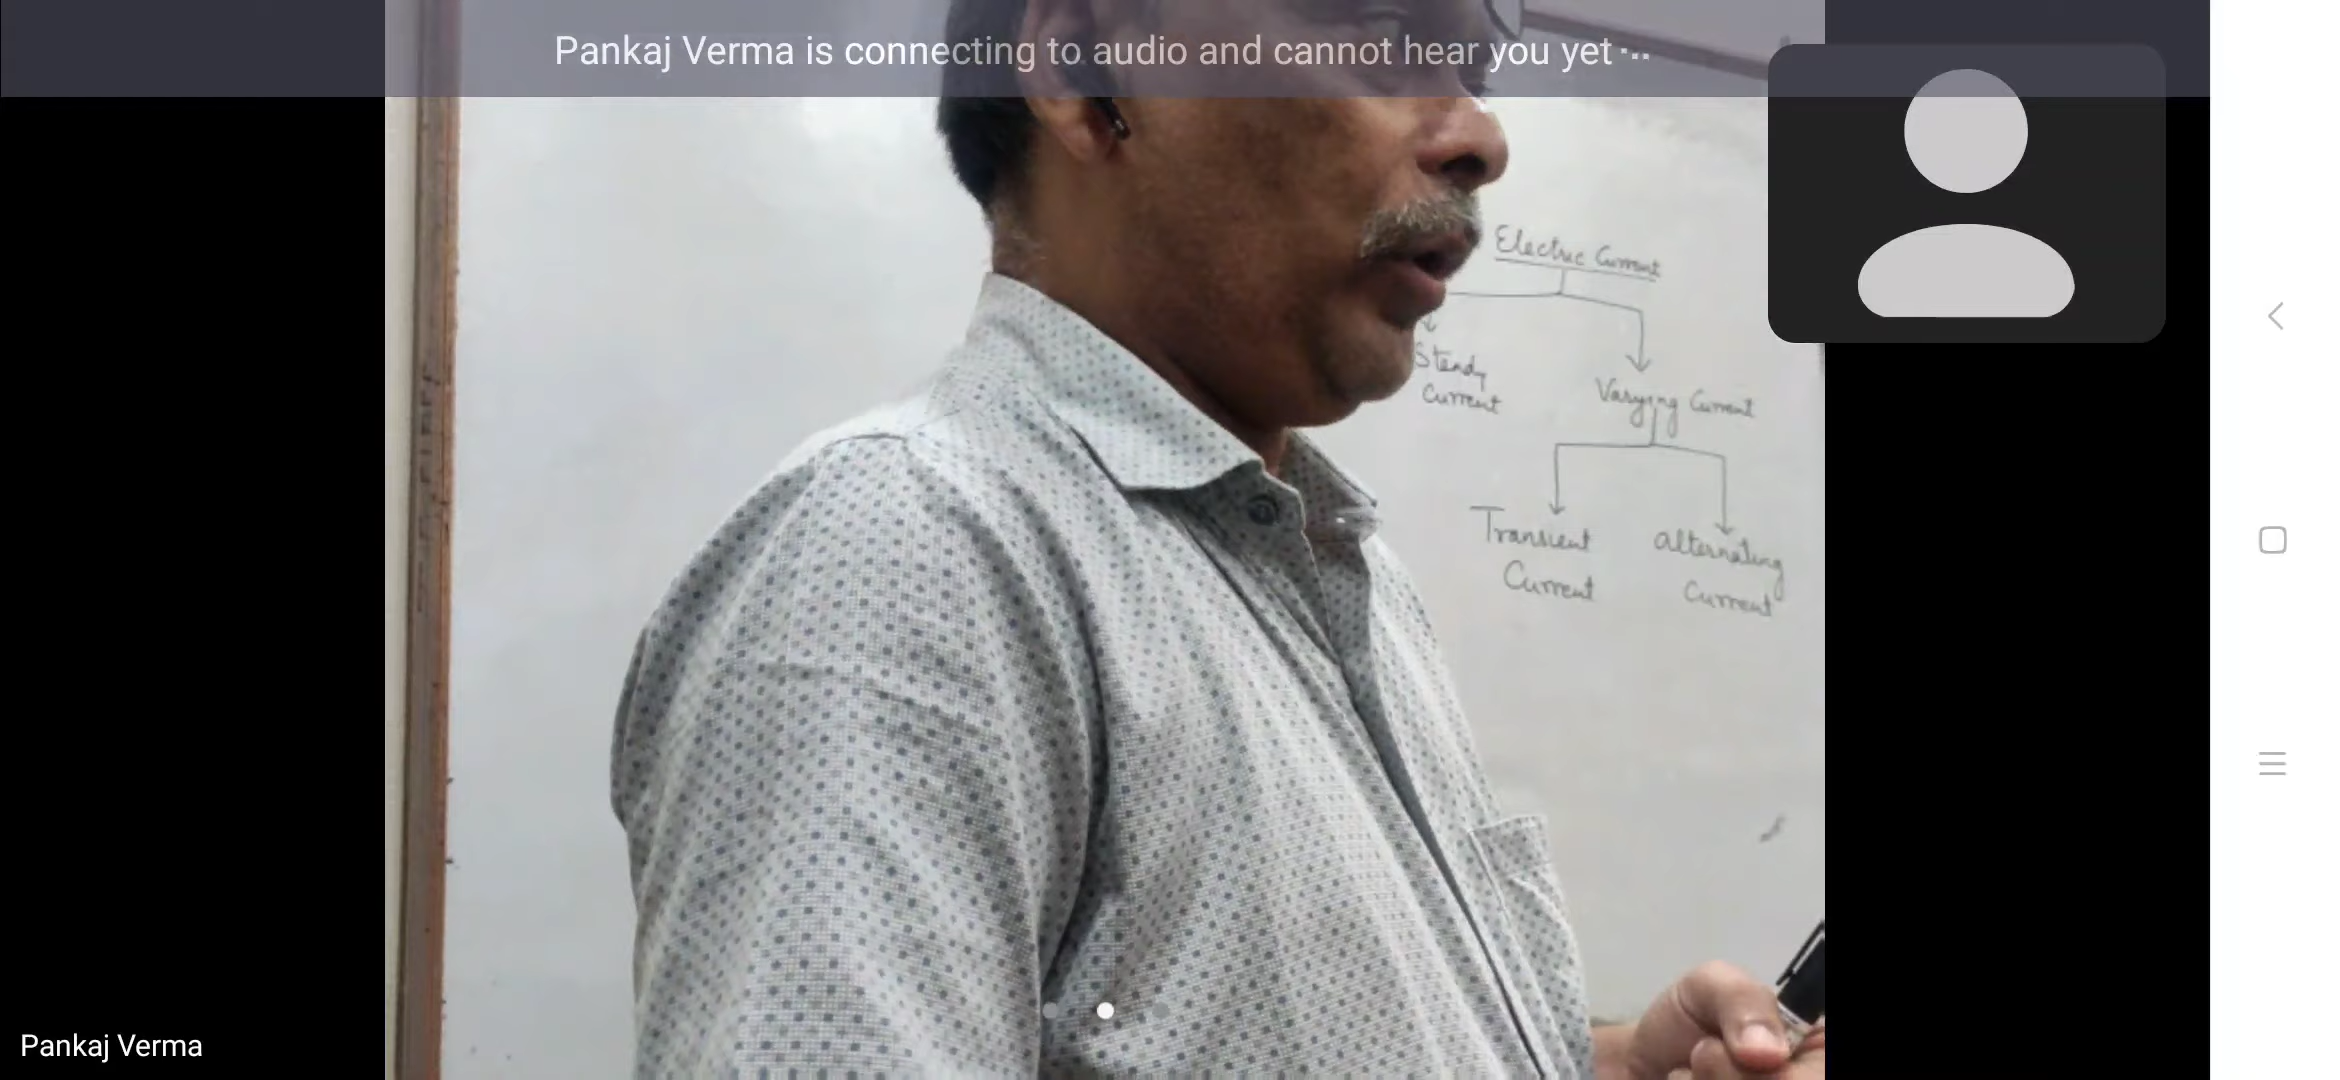 Pankaj Verma is connecting to audio and cannot hear you yet ...
Electric Current
Steady
Current
Varying Current
Transient
Current
alternating
Current
Pankaj Verma